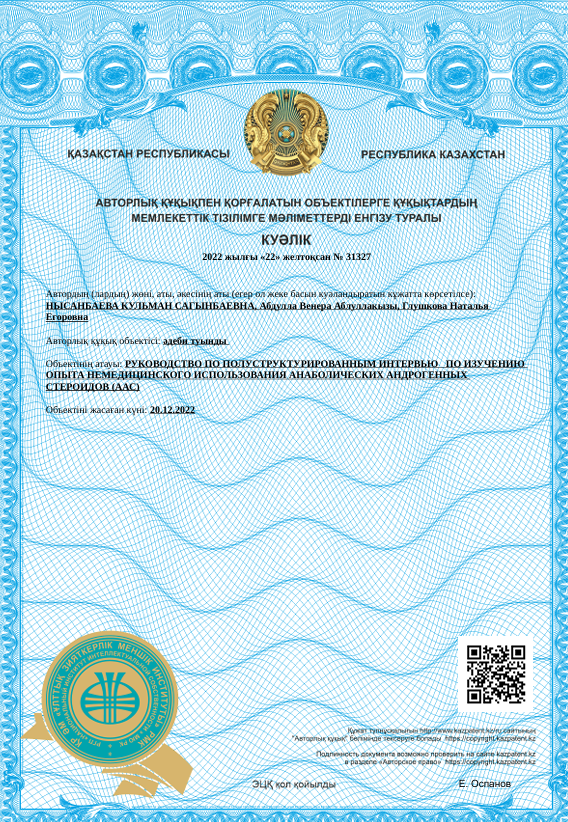 ҚАЗАҚСТАН РЕСПУБЛИКАСЫ
РЕСПУБЛИКА КАЗАХСТАН
АВТОРЛЫҚ ҚҰҚЫҚПЕН ҚОРҒАЛАТЫН ОБЪЕКТІЛЕРГЕ ҚҰҚЫҚТАРДЫҢ
МЕМЛЕКЕТТІК ТІЗІЛІМГЕ МӘЛІМЕТТЕРДІ ЕНГІЗУ ТУРАЛЫ
КУӘЛІК
2022 жылғы «22» желтоқсан № 31327
Автордың (лардың) жөні, аты, әкесінің аты (егер ол жеке басын куәландыратын құжатта көрсетілсе):
НЫСАНБАЕВА КУЛЬМАН САГЫНБАЕВНА, Абдулла Венера Абдуллакызы, Глушкова Наталья
Егоровна
Авторлық құқық объектісі: әдеби туынды
Объектінің атауы: РУКОВОДСТВО ПО ПОЛУСТРУКТУРИРОВАННЫМ ИНТЕРВЬЮ ПО ИЗУЧЕНИЮ
ОПЫТА НЕМЕДИЦИНСКОГО ИСПОЛЬЗОВАНИЯ АНАБОЛИЧЕСКИХ АНДРОГЕННЫХ
СТЕРОИДОВ (ААС)
Объектіні жасаған күні: 20.12.2022
Құжат түпнұсқалығын http://www.kazpatent.kz/ru сайтының
"Авторлық құқық" бөлімінде тексеруге болады https://copyright.kazpatent.kz
Подлинность документа возможно проверить на сайте kazpatent.kz
в разделе «Авторское право» https://copyright.kazpatent.kz
ЭЦҚ қол қойылды
Е. Оспанов